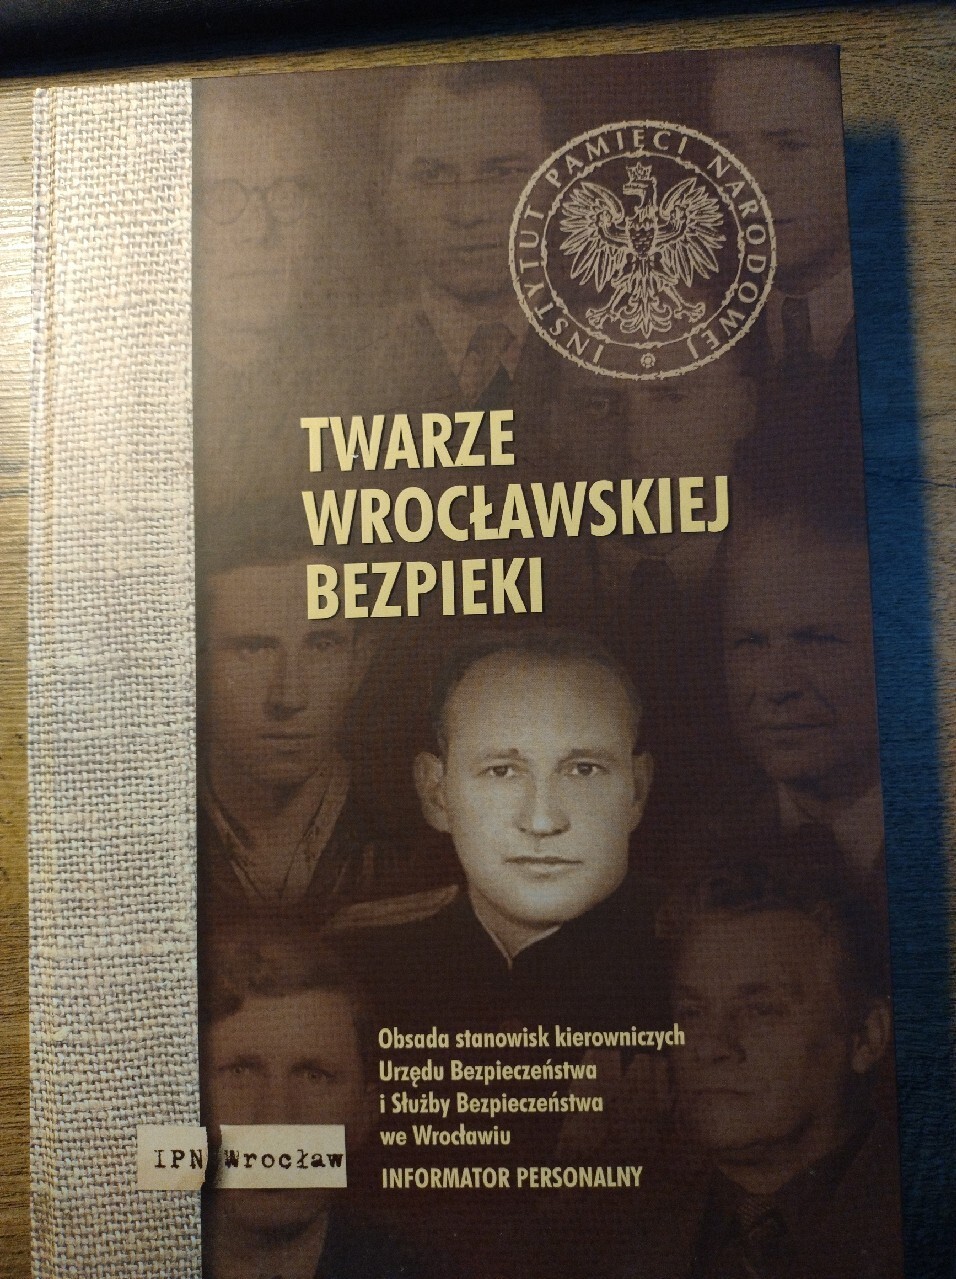 INSTYTUT PAMIĘCI NARODOWEJ
TWARZE
WROCŁAWSKIEJ
BEZPIEKI
Obsada stanowisk kierowniczych
Urzędu Bezpieczeństwa
i Służby Bezpieczeństwa
we Wrocławiu
IPN Wrocław
INFORMATOR PERSONALNY